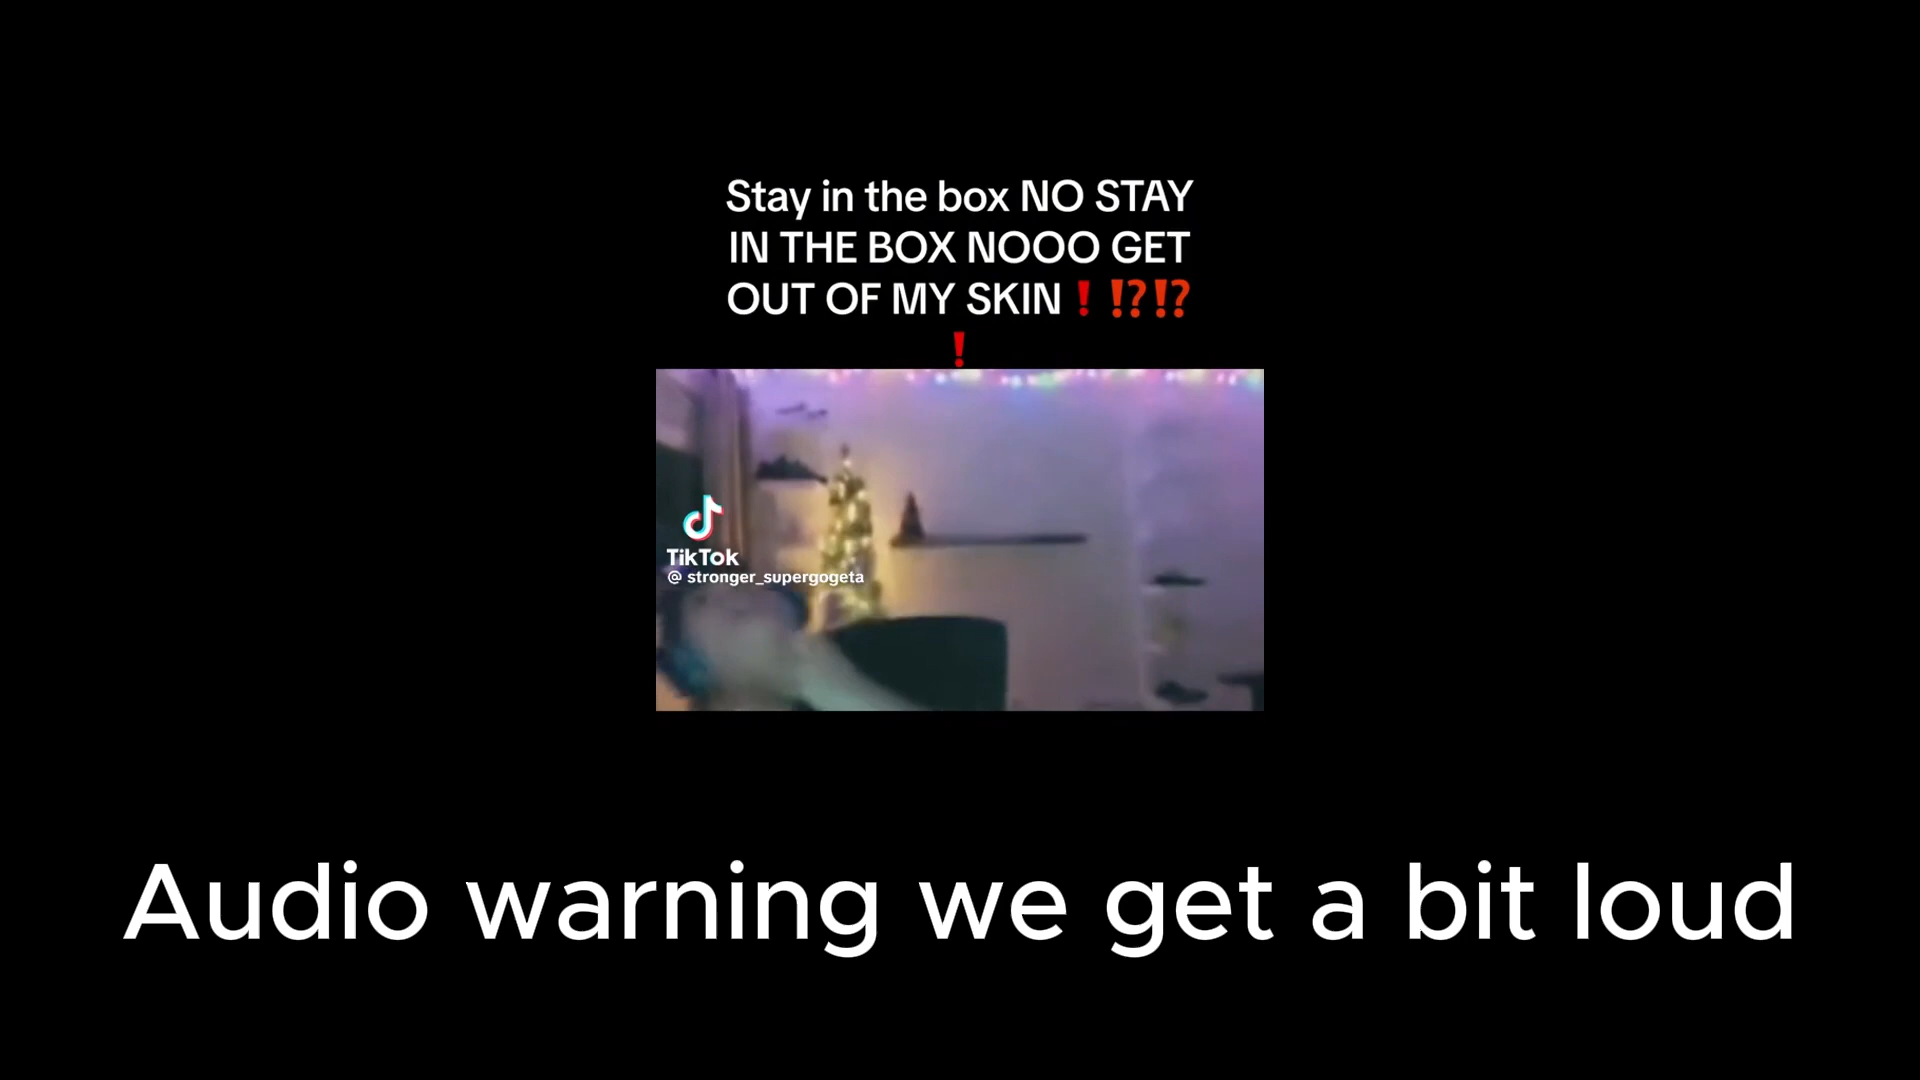 Stay in the box NO STAY
IN THE BOX NOOO GET
OUT OF MY SKIN❗⁉️⁉️
❗
TikTok
@ stronger_supergogeta
Audio warning we get a bit loud